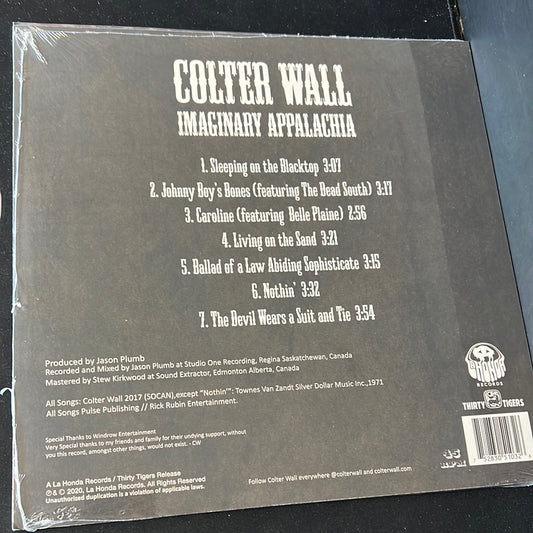 COLTER WALL
IMAGINARY APPALACHIA
1. Sleeping on the Blacktop 3:07
2. Johnny Boy's Bones (featuring The Dead South) 3:17
3. Caroline (featuring Belle Plaine) 2:56
4. Living on the Sand 3:21
5. Ballad of a Law Abiding Sophisticate 3:15
6. Nothin' 3:32
7. The Devil Wears a Suit and Tie 3:54
Produced by Jason Plumb
Recorded and Mixed by Jason Plumb at Studio One Recording, Regina Saskatchewan, Canada
Mastered by Stew Kirkwood at Sound Extractor, Edmonton Alberta, Canada
All Songs: Colter Wall 2017 (SOCAN),except "Nothin'": Townes Van Zandt Silver Dollar Music Inc.,1971
All Songs Pulse Publishing // Rick Rubin Entertainment.
Special Thanks to Windrow Entertainment
Very Special thanks to my friends and family for their undying support, without
you this record, amongst other things, would not exist. - CW
A La Honda Records / Thirty Tigers Release
℗& © 2020, La Honda Records. All Rights Reserved
Unauthorized duplication is a violation of applicable laws.
Follow Colter Wall everywhere @colterwall and colterwall.com.
LA HONDA
RECORDS
THIRTY TIGERS
45
RPM
7 52830 51032 6